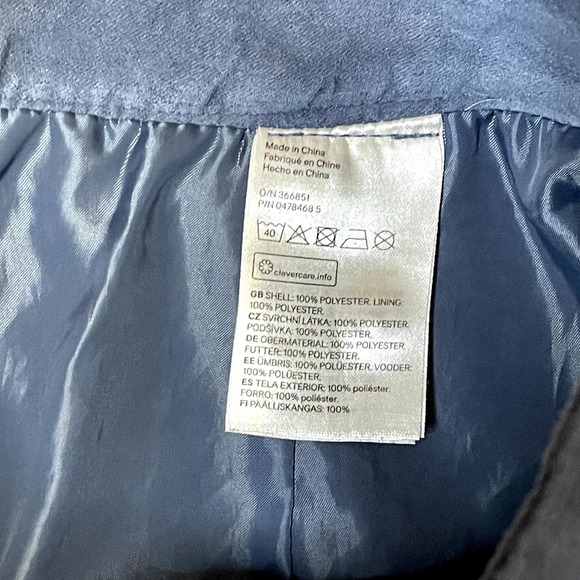 Made in China
Fabriqué en Chine
Hecho en China
O/N 366851
P/N 0478468 5
40
clevercare.info
GB SHELL: 100% POLYESTER. LINING:
100% POLYESTER.
CZ SVRCHNÍ LÁTKA: 100% POLYESTER.
PODŠÍVKA: 100% POLYESTER.
DE OBERMATERIAL: 100% POLYESTER.
FUTTER: 100% POLYESTER.
EE ÜMBRIS: 100% POLÜESTER. VOODER:
100% POLÜESTER.
ES TELA EXTERIOR: 100% poliéster.
FORRO: 100% poliéster.
FI PÄÄLLISKANGAS: 100%